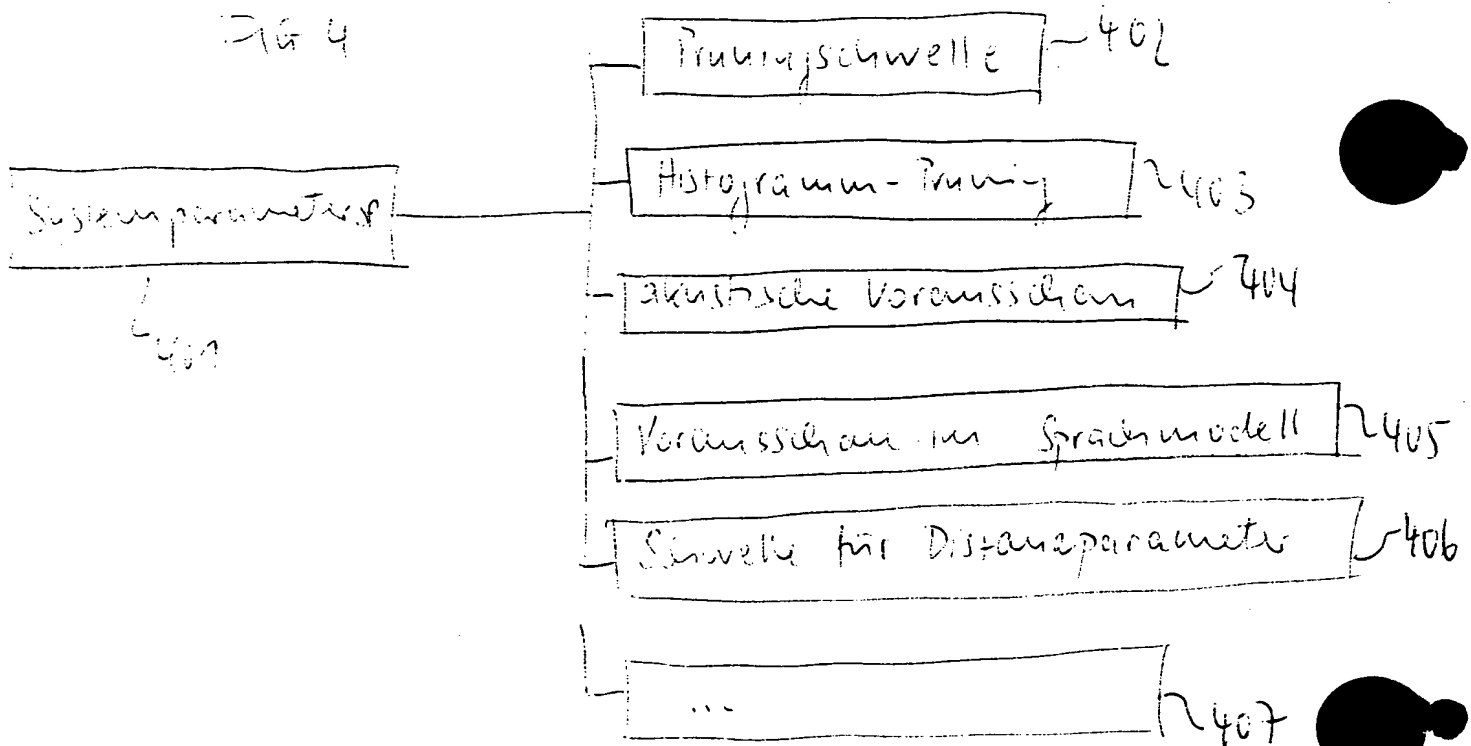 FIG 4
Pruningschwelle
402
Histogramm-Pruning
403
Systemparameter
401
akustische Vorausschau
404
Vorausschau im Sprachmodell
405
Schwelle für Distanzparameter
406
...
407